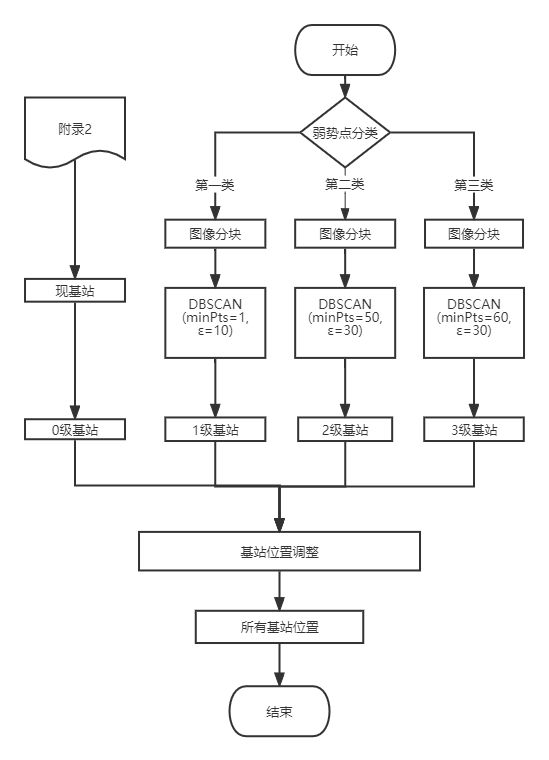 开始
附录2
弱势点分类
第一类
第二类
第三类
图像分块
图像分块
图像分块
现基站
DBSCAN
(minPts=1,
ε=10)
DBSCAN
(minPts=50,
ε=30)
DBSCAN
(minPts=60,
ε=30)
0级基站
1级基站
2级基站
3级基站
基站位置调整
所有基站位置
结束